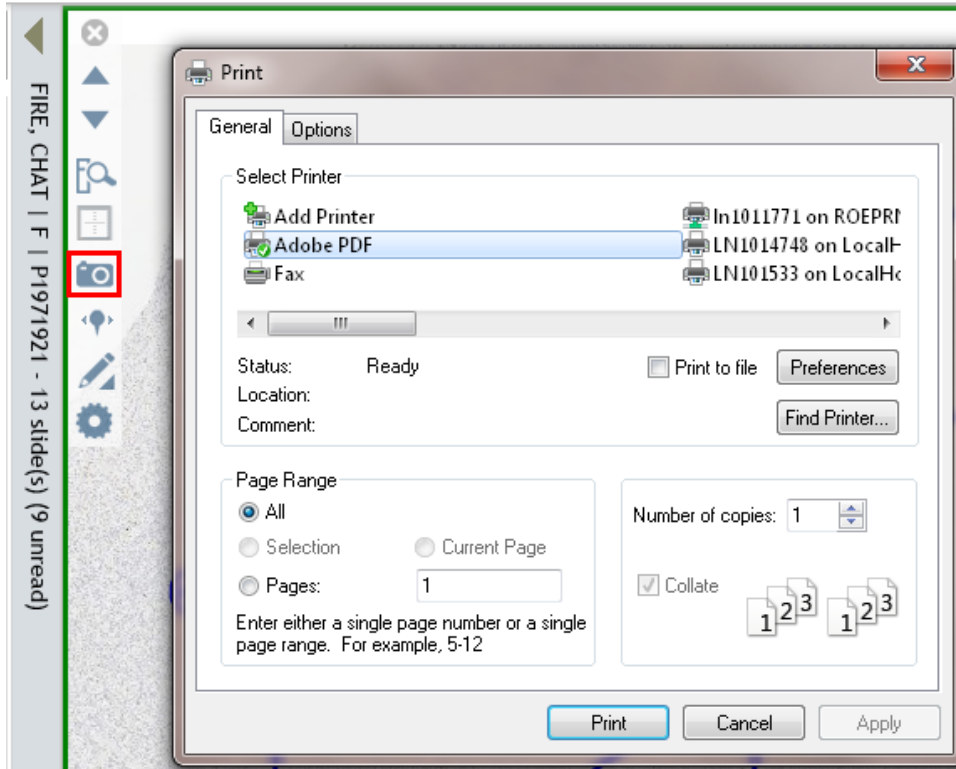 FIRE, CHAT | F | P1971921 - 13 slide(s) (9 unread)
Print
General Options
Select Printer
Add Printer
Adobe PDF
Fax
ln1011771 on ROEPRN
LN1014748 on LocalH
LN101533 on LocalHo
Status: Ready
Print to file
Preferences
Location:
Comment:
Find Printer...
Page Range
All
Selection
Current Page
Pages: 1
Enter either a single page number or a single
page range. For example, 5-12
Number of copies: 1
Collate
1 2 3 1 2 3
Print Cancel Apply